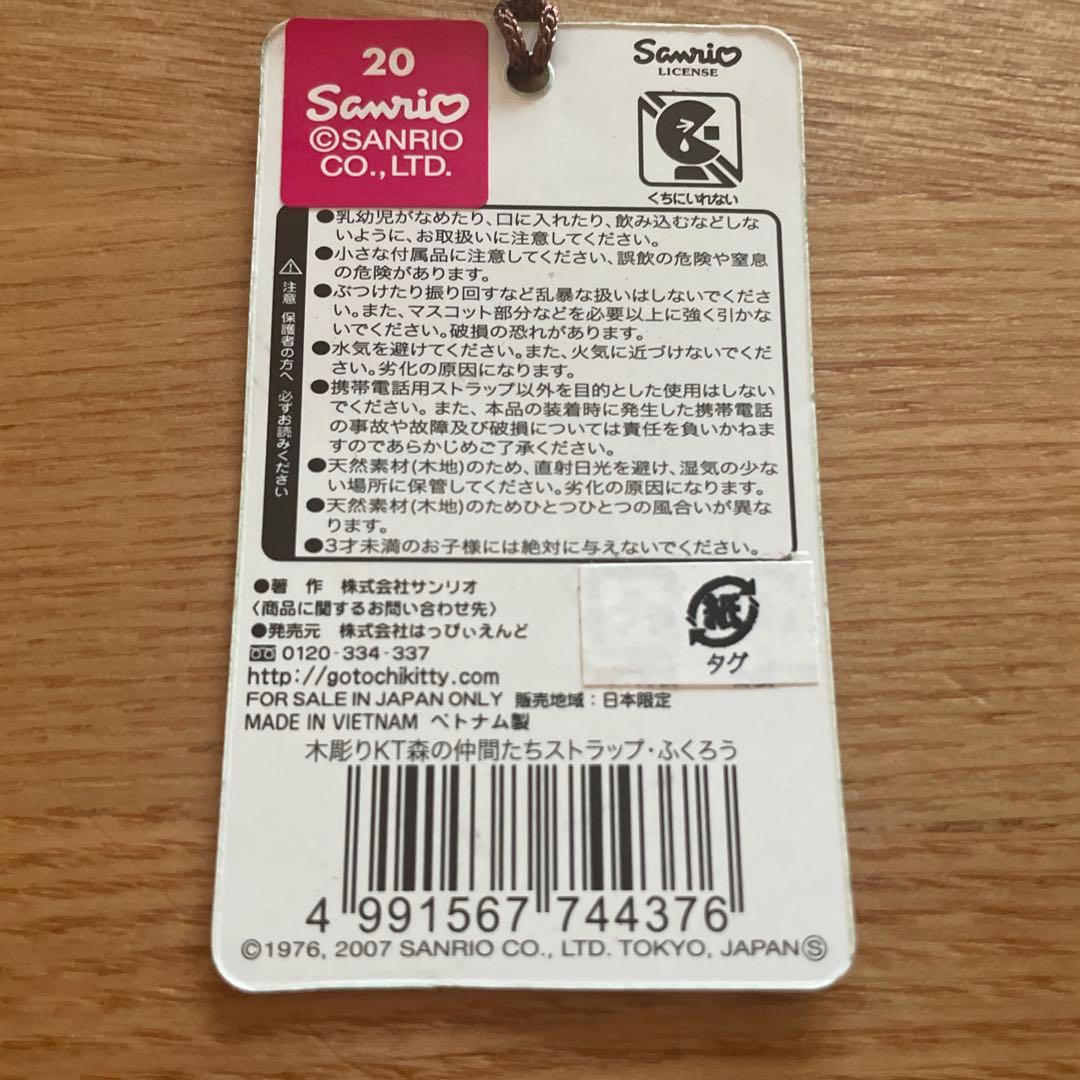 20
Sanrio
©SANRIO
CO.,LTD.
Sanrio
LICENSE
くちにいれない
⚠注意 保護者の方へ 必ずお読みください
●乳幼児がなめたり、口に入れたり、飲み込むなどしな
いように、お取扱いに注意してください。
●小さな付属品に注意してください、誤飲の危険や窒息
の危険があります。
●ぶつけたり振り回すなど乱暴な扱いはしないでくださ
い。また、マスコット部分などを必要以上に強く引かな
いでください。破損の恐れがあります。
●水気を避けてください。また、火気に近づけないでくだ
さい。劣化の原因になります。
●携帯電話用ストラップ以外を目的とした使用はしない
でください。また、本品の装着時に発生した携帯電話
の事故や故障及び破損については責任を負いかねま
すのであらかじめご了承ください。
●天然素材(木地)のため、直射日光を避け、湿気の少な
い場所に保管してください。劣化の原因になります。
●天然素材(木地)のためひとつひとつの風合いが異な
ります。
●3才未満のお子様には絶対に与えないでください。
●著 作 株式会社サンリオ
〈商品に関するお問い合わせ先〉
●発売元 株式会社はっぴぃえんど
0120-334-337
http://gotochikitty.com
紙
タグ
FOR SALE IN JAPAN ONLY 販売地域:日本限定
MADE IN VIETNAM ベトナム製
木彫りKT森の仲間たちストラップ・ふくろう
4 991567 744376
©1976, 2007 SANRIO CO., LTD. TOKYO, JAPAN Ⓢ